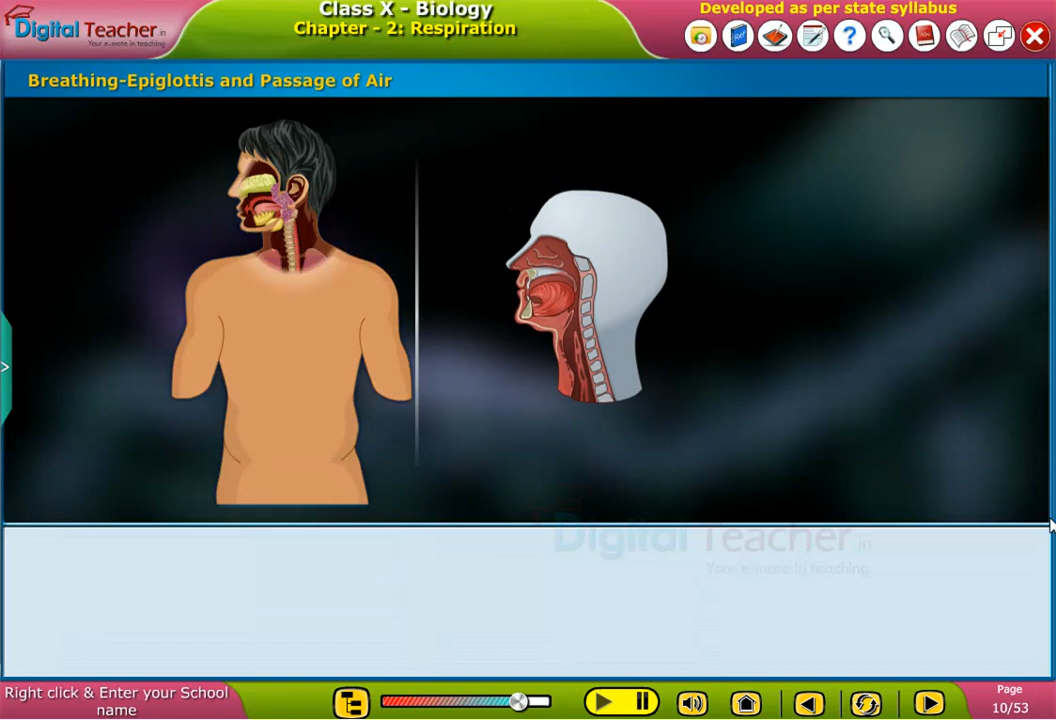 Digital Teacher.in
Your e-mate in teaching
Class X - Biology
Chapter - 2: Respiration
Developed as per state syllabus
Breathing-Epiglottis and Passage of Air
Digital Teacher.in
Your e-mate in teaching
Right click & Enter your School
name
Page
10/53